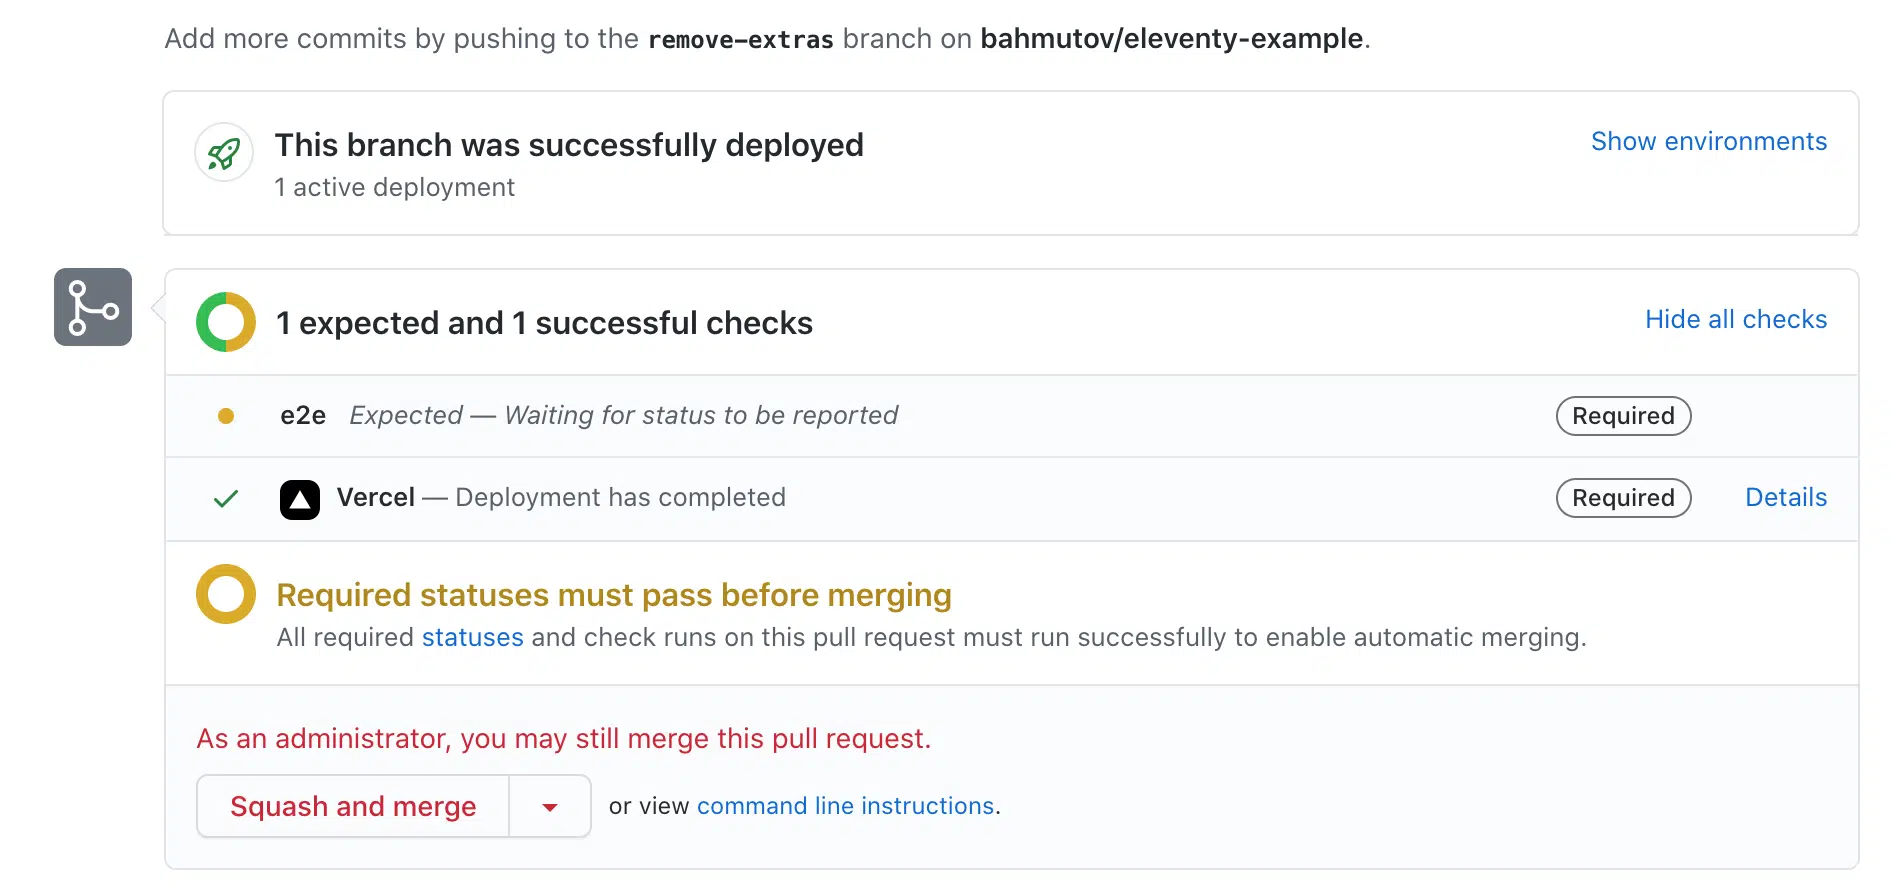 Add more commits by pushing to the remove-extras branch on bahmutov/eleventy-example.
This branch was successfully deployed
Show environments
1 active deployment
1 expected and 1 successful checks
Hide all checks
e2e Expected — Waiting for status to be reported
Required
Vercel — Deployment has completed
Required
Details
Required statuses must pass before merging
All required statuses and check runs on this pull request must run successfully to enable automatic merging.
As an administrator, you may still merge this pull request.
Squash and merge
or view command line instructions.